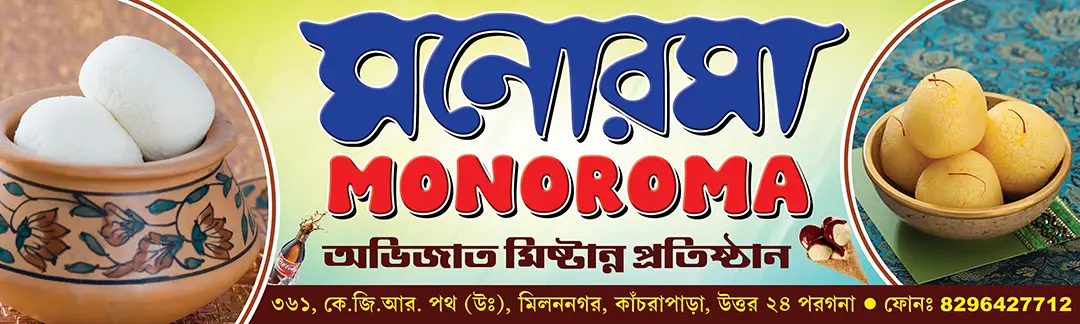 মনোরমা
MONOROMA
অভিজাত মিষ্টান্ন প্রতিষ্ঠান
৩৬১, কে.জি.আর. পথ (উঃ), মিলননগর, কাঁচরাপাড়া, উত্তর ২৪ পরগনা ● ফোনঃ 8296427712